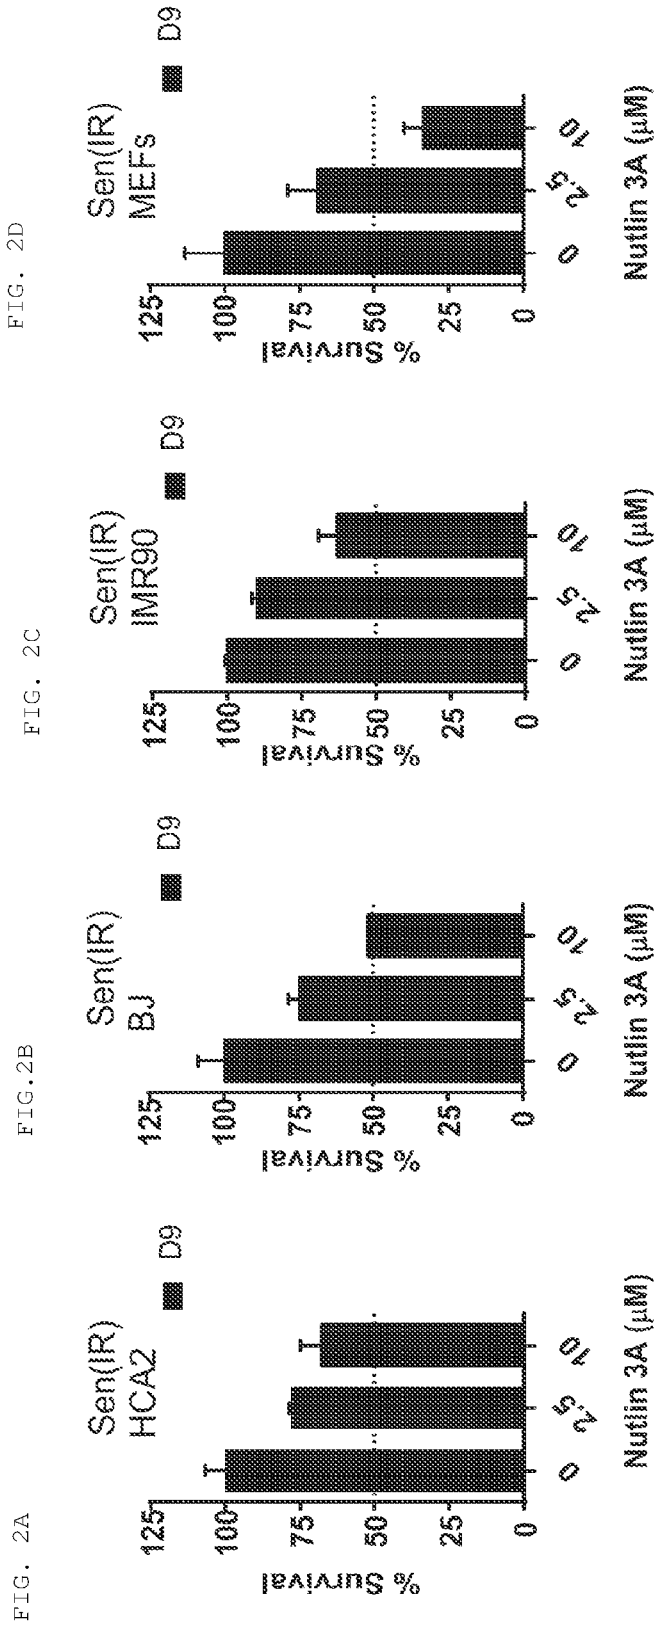 FIG. 2A
Sen(IR)
HCA2
D9
% Survival
125
100
75
50
25
0
0
2.5
10
Nutlin 3A (μM)
FIG.2B
Sen(IR)
BJ
D9
% Survival
125
100
75
50
25
0
0
2.5
10
Nutlin 3A (μM)
FIG. 2C
Sen(IR)
IMR90
D9
% Survival
125
100
75
50
25
0
0
2.5
10
Nutlin 3A (μM)
FIG. 2D
Sen(IR)
MEFs
D9
% Survival
125
100
75
50
25
0
0
2.5
10
Nutlin 3A (μM)